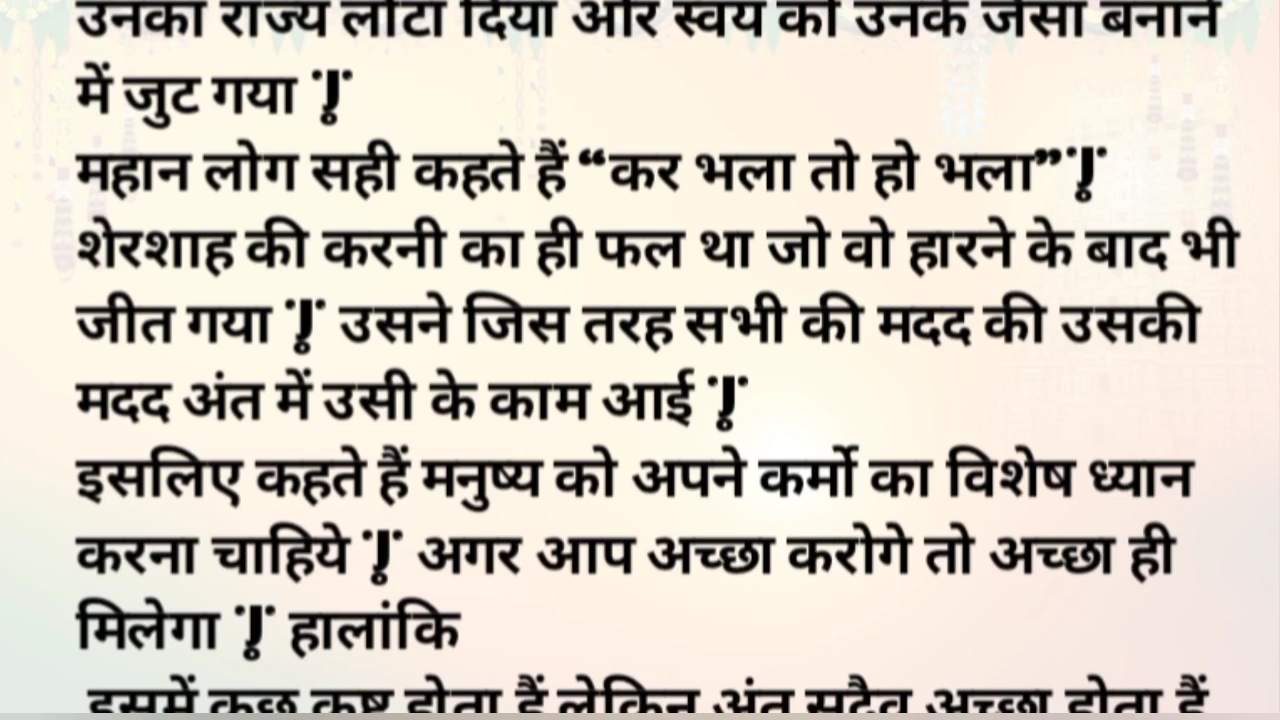 उनका राज्य लौटा दिया और स्वयं को उनके जैसा बनाने
में जुट गया ।
महान लोग सही कहते हैं “कर भला तो हो भला”।
शेरशाह की करनी का ही फल था जो वो हारने के बाद भी
जीत गया । उसने जिस तरह सभी की मदद की उसकी
मदद अंत में उसी के काम आई ।
इसलिए कहते हैं मनुष्य को अपने कर्मो का विशेष ध्यान
करना चाहिये । अगर आप अच्छा करोगे तो अच्छा ही
मिलेगा । हालांकि
इसमें कुछ कष्ट होता हैं लेकिन अंत सदैव अच्छा होता हैं